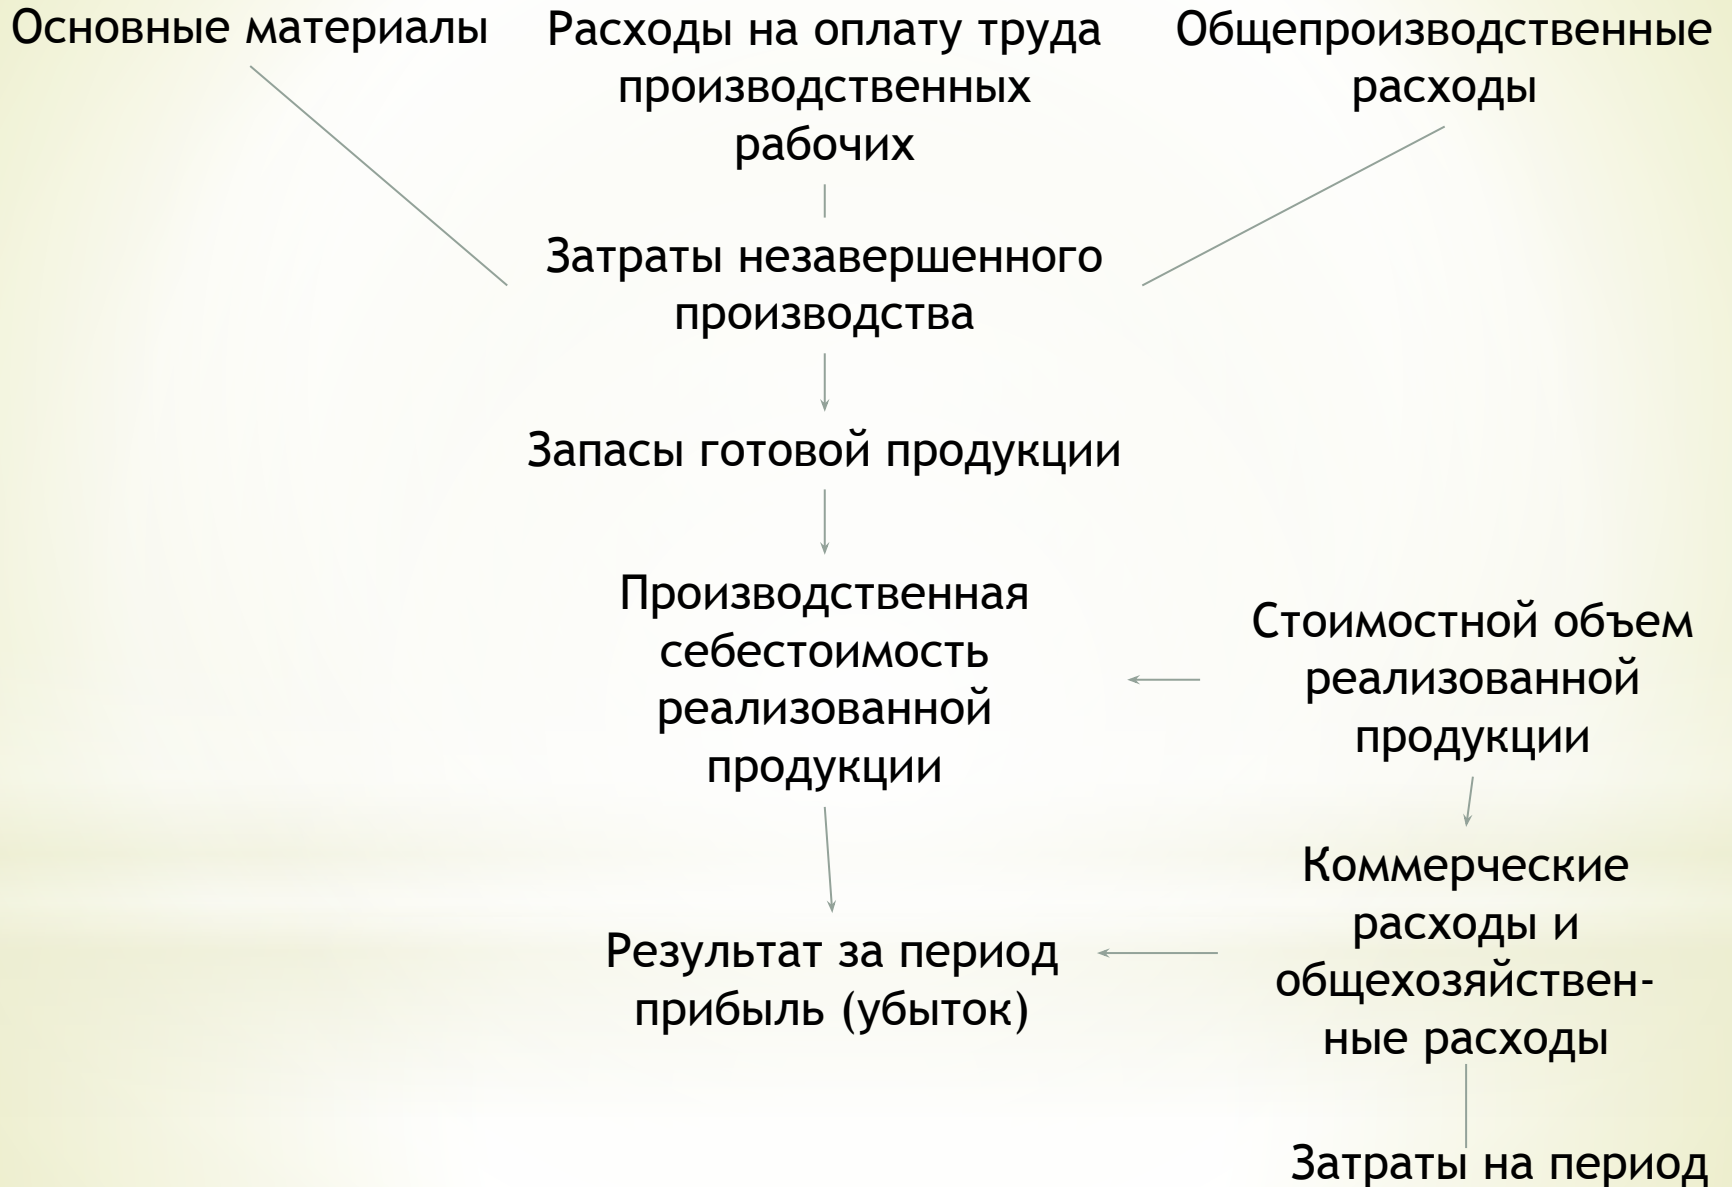 Основные материалы
Расходы на оплату труда
производственных
рабочих
Общепроизводственные
расходы
Затраты незавершенного
производства
Запасы готовой продукции
Производственная
себестоимость
реализованной
продукции
Стоимостной объем
реализованной
продукции
Результат за период
прибыль (убыток)
Коммерческие
расходы и
общехозяйствен-
ные расходы
Затраты на период